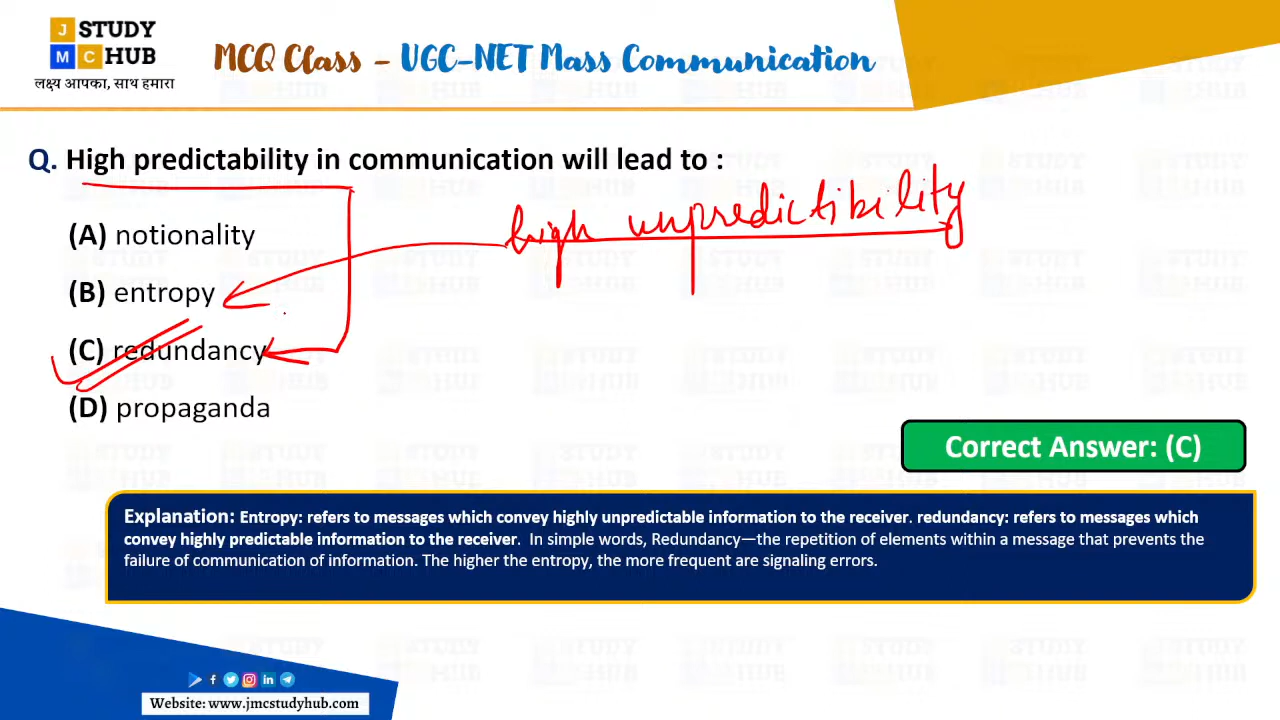 J STUDY
M C HUB
लक्ष्य आपका, साथ हमारा
MCQ Class - UGC-NET Mass Communication
Q. High predictability in communication will lead to :
high unpredictibility
(A) notionality
(B) entropy
(C) redundancy
(D) propaganda
Correct Answer: (C)
Explanation: Entropy: refers to messages which convey highly unpredictable information to the receiver. redundancy: refers to messages which
convey highly predictable information to the receiver. In simple words, Redundancy—the repetition of elements within a message that prevents the
failure of communication of information. The higher the entropy, the more frequent are signaling errors.
Website: www.jmcstudyhub.com